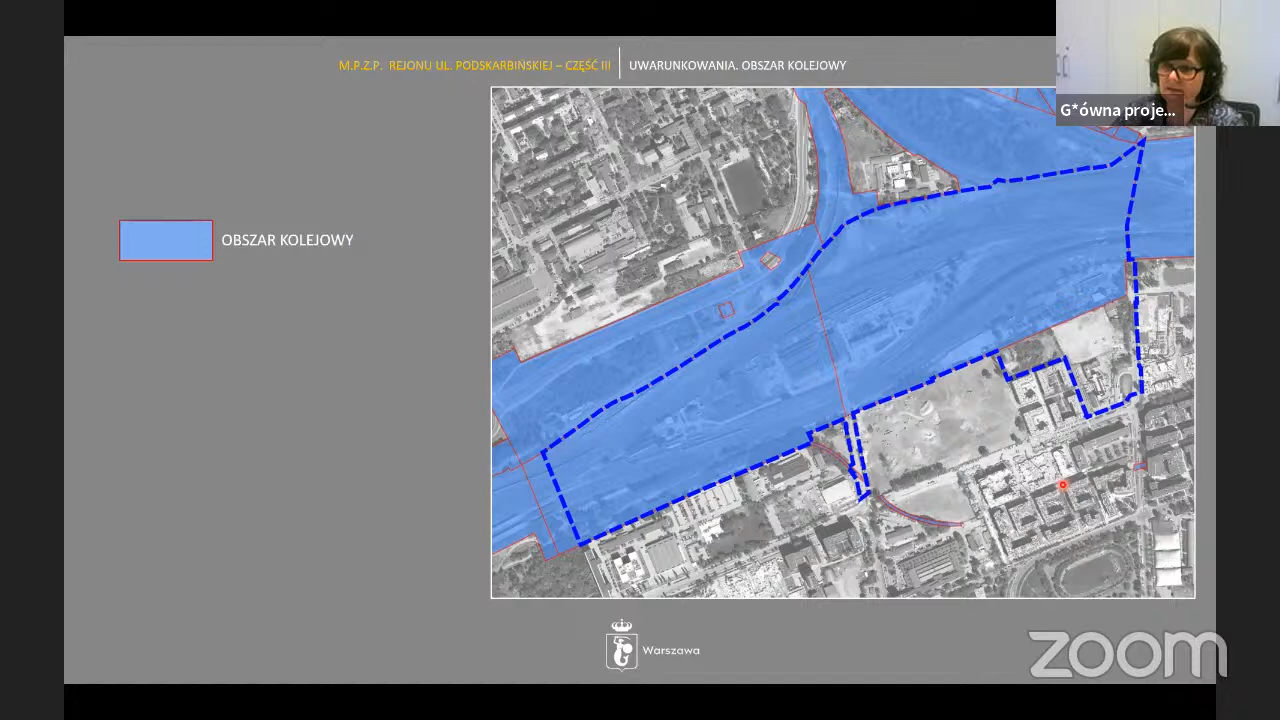 M.P.Z.P. REJONU UL. PODSKARBIŃSKIEJ – CZĘŚĆ III
UWARUNKOWANIA. OBSZAR KOLEJOWY
G*ówna proje...
OBSZAR KOLEJOWY
Warszawa
zoom